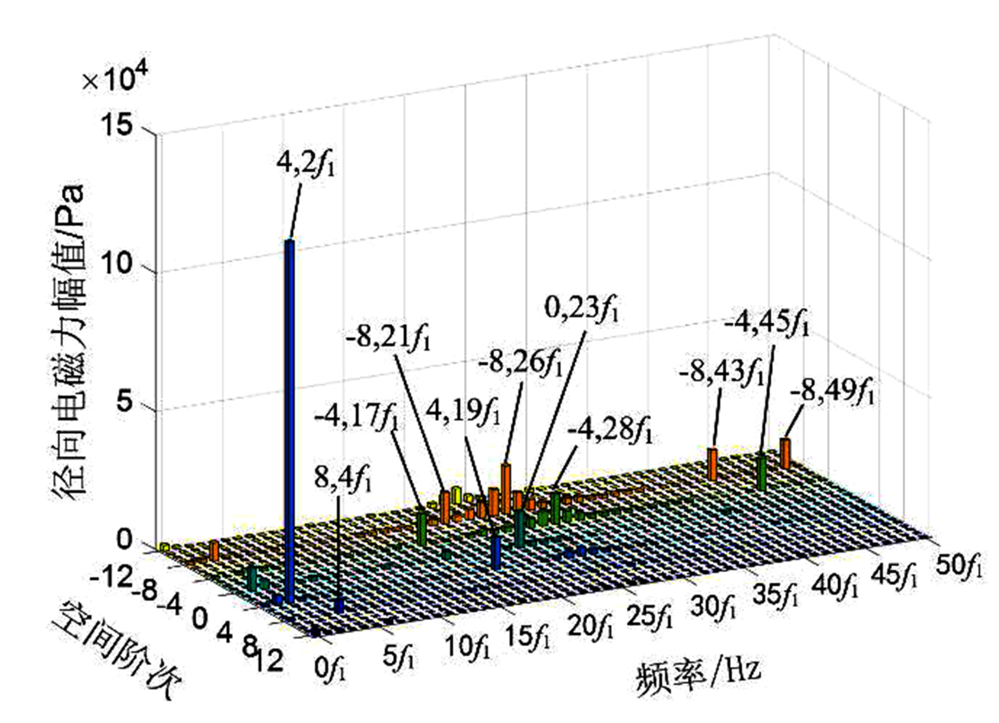 ×10⁴
15
10
5
0
径向电磁力幅值/Pa
4,2f₁
-8,21f₁
0,23f₁
-8,26f₁
-4,45f₁
-8,43f₁
-8,49f₁
-4,17f₁
4,19f₁
-4,28f₁
8,4f₁
-12
-8
-4
0
4
8
12
空间阶次
0f₁
5f₁
10f₁
15f₁
20f₁
25f₁
30f₁
35f₁
40f₁
45f₁
50f₁
频率/Hz